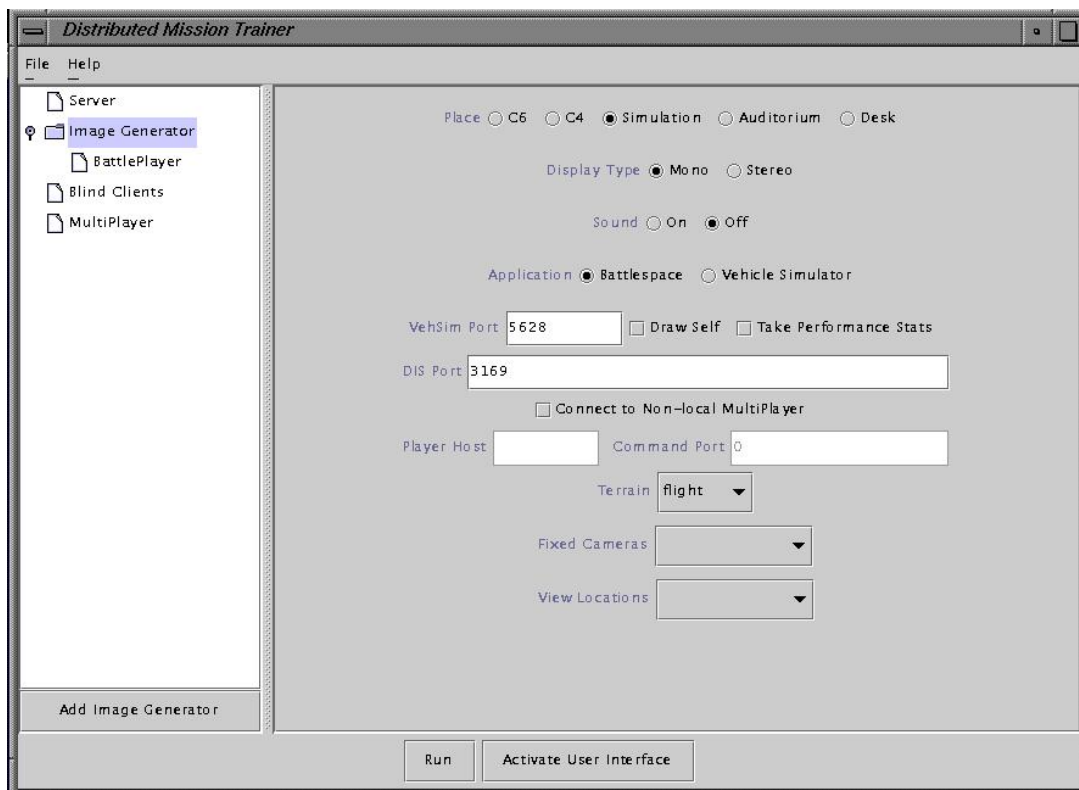 Distributed Mission Trainer
File Help
Server
Image Generator
BattlePlayer
Blind Clients
MultiPlayer
Add Image Generator
Place C6 C4 Simulation Auditorium Desk
Display Type Mono Stereo
Sound On Off
Application Battlespace Vehicle Simulator
VehSim Port 5628 Draw Self Take Performance Stats
DIS Port 3169
Connect to Non-local MultiPlayer
Player Host Command Port 0
Terrain flight
Fixed Cameras
View Locations
Run Activate User Interface